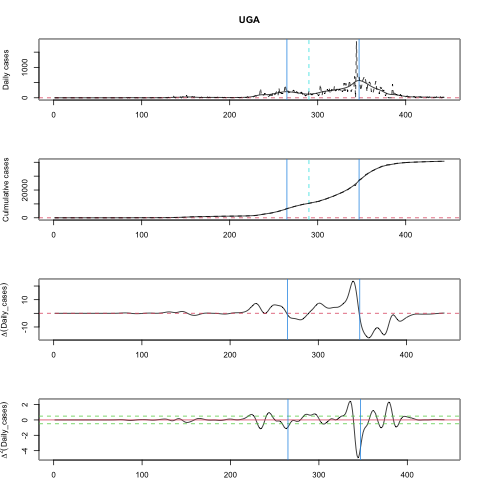 UGA
Daily cases
0 1000
0 100 200 300 400
Culmulative cases
0 20000
0 100 200 300 400
Δ(Daily_cases)
-10 10
0 100 200 300 400
Δ²(Daily_cases)
-4 -2 0 2
0 100 200 300 400